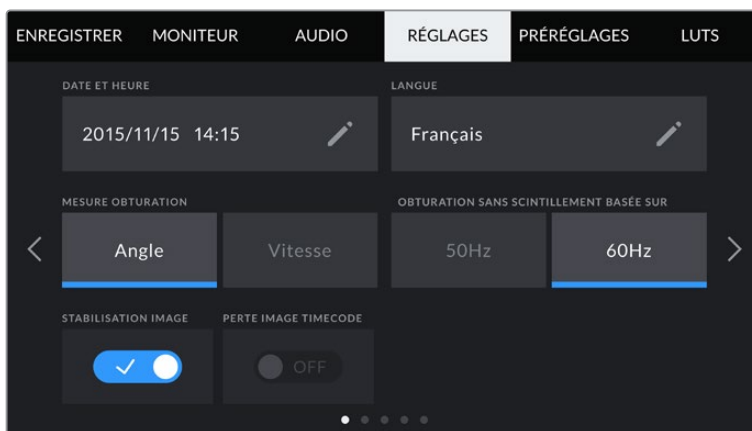 ENREGISTRER MONITEUR AUDIO RÉGLAGES PRÉRÉGLAGES LUTS
DATE ET HEURE LANGUE
2015/11/15 14:15 Français
MESURE OBTURATION OBTURATION SANS SCINTILLEMENT BASÉE SUR
Angle Vitesse 50Hz 60Hz
STABILISATION IMAGE PERTE IMAGE TIMECODE
OFF